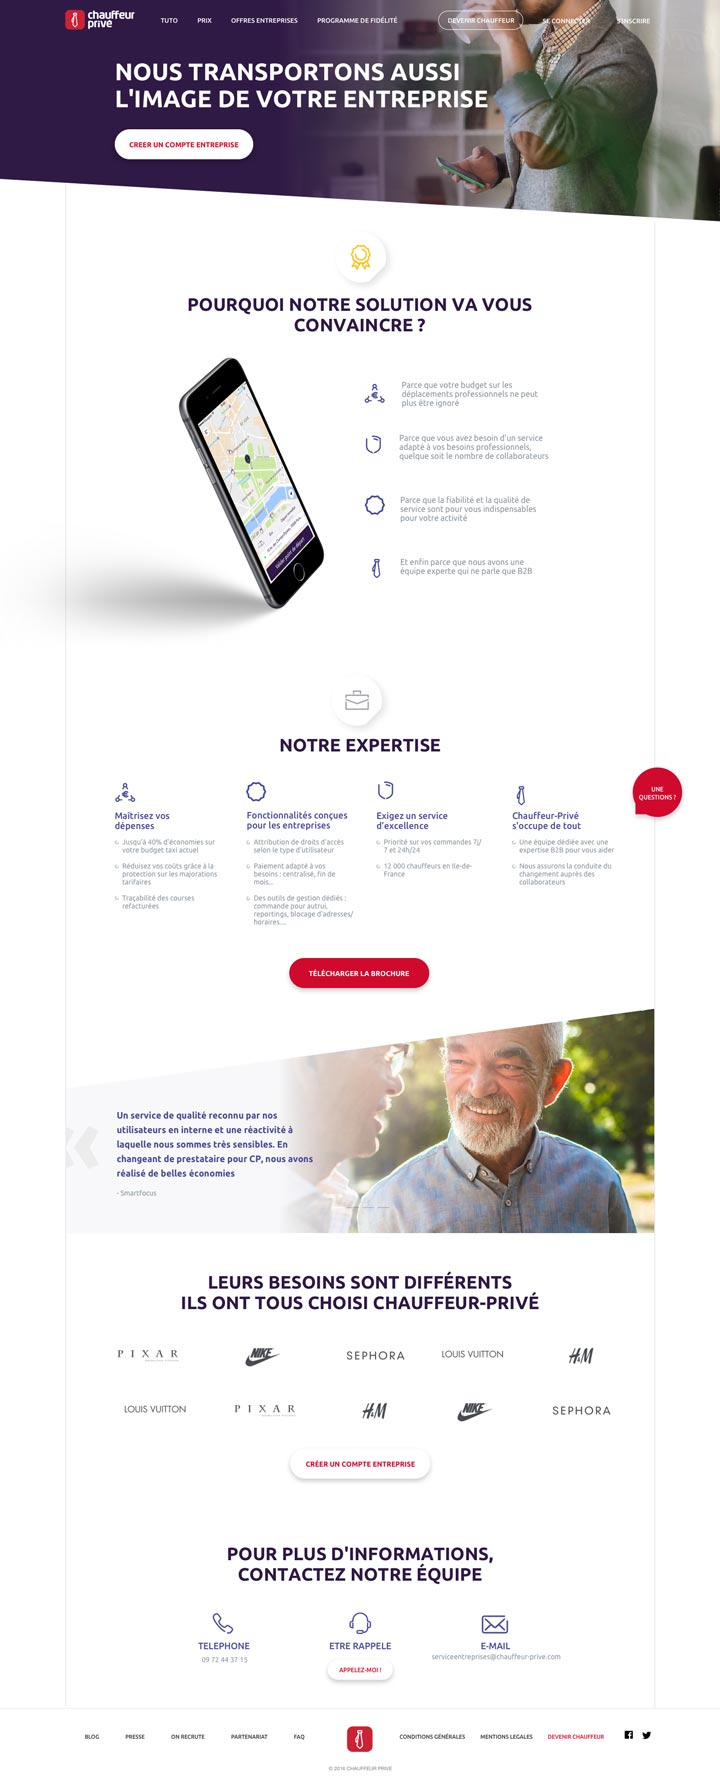 chauffeur
privé
TUTO
PRIX
OFFRES ENTREPRISES
PROGRAMME DE FIDÉLITÉ
DEVENIR CHAUFFEUR
SE CONNECTER
S'INSCRIRE
NOUS TRANSPORTONS AUSSI
L'IMAGE DE VOTRE ENTREPRISE
CREER UN COMPTE ENTREPRISE
POURQUOI NOTRE SOLUTION VA VOUS
CONVAINCRE ?
Parce que votre budget sur les
déplacements professionnels ne peut
plus être ignoré
Parce que vous avez besoin d'un service
adapté à vos besoins professionnels,
quelque soit le nombre de collaborateurs
Parce que la fiabilité et la qualité de
service sont pour vous indispensables
pour votre activité
Et enfin parce que nous avons une
équipe experte qui ne parle que B2B
Valider point de départ
NOTRE EXPERTISE
Maîtrisez vos
dépenses
Jusqu'à 40% d'économies sur
votre budget taxi actuel
Réduisez vos coûts grâce à la
protection sur les majorations
tarifaires
Traçabilité des courses
refacturées
Fonctionnalités conçues
pour les entreprises
Attribution de droits d'accès
selon le type d'utilisateur
Paiement adapté à vos
besoins : centralisé, fin de
mois...
Des outils de gestion dédiés :
commande pour autrui,
reportings, blocage d'adresses/
horaires....
Exigez un service
d'excellence
Priorité sur vos commandes 7j/
7 et 24h/24
12 000 chauffeurs en Ile-de-
France
Chauffeur-Privé
s'occupe de tout
Une équipe dédiée avec une
expertise B2B pour vous aider
Nous assurons la conduite du
changement auprès des
collaborateurs
UNE
QUESTIONS ?
TÉLÉCHARGER LA BROCHURE
«
Un service de qualité reconnu par nos
utilisateurs en interne et une réactivité à
laquelle nous sommes très sensibles. En
changeant de prestataire pour CP, nous avons
réalisé de belles économies
- Smartfocus
LEURS BESOINS SONT DIFFÉRENTS
ILS ONT TOUS CHOISI CHAUFFEUR-PRIVÉ
PIXAR
NIKE
SEPHORA
LOUIS VUITTON
H&M
LOUIS VUITTON
PIXAR
H&M
NIKE
SEPHORA
CRÉER UN COMPTE ENTREPRISE
POUR PLUS D'INFORMATIONS,
CONTACTEZ NOTRE ÉQUIPE
TELEPHONE
09 72 44 37 15
ETRE RAPPELE
APPELEZ-MOI !
E-MAIL
serviceentreprises@chauffeur-prive.com
BLOG
PRESSE
ON RECRUTE
PARTENARIAT
FAQ
CONDITIONS GÉNÉRALES
MENTIONS LEGALES
DEVENIR CHAUFFEUR
© 2016 CHAUFFEUR PRIVE